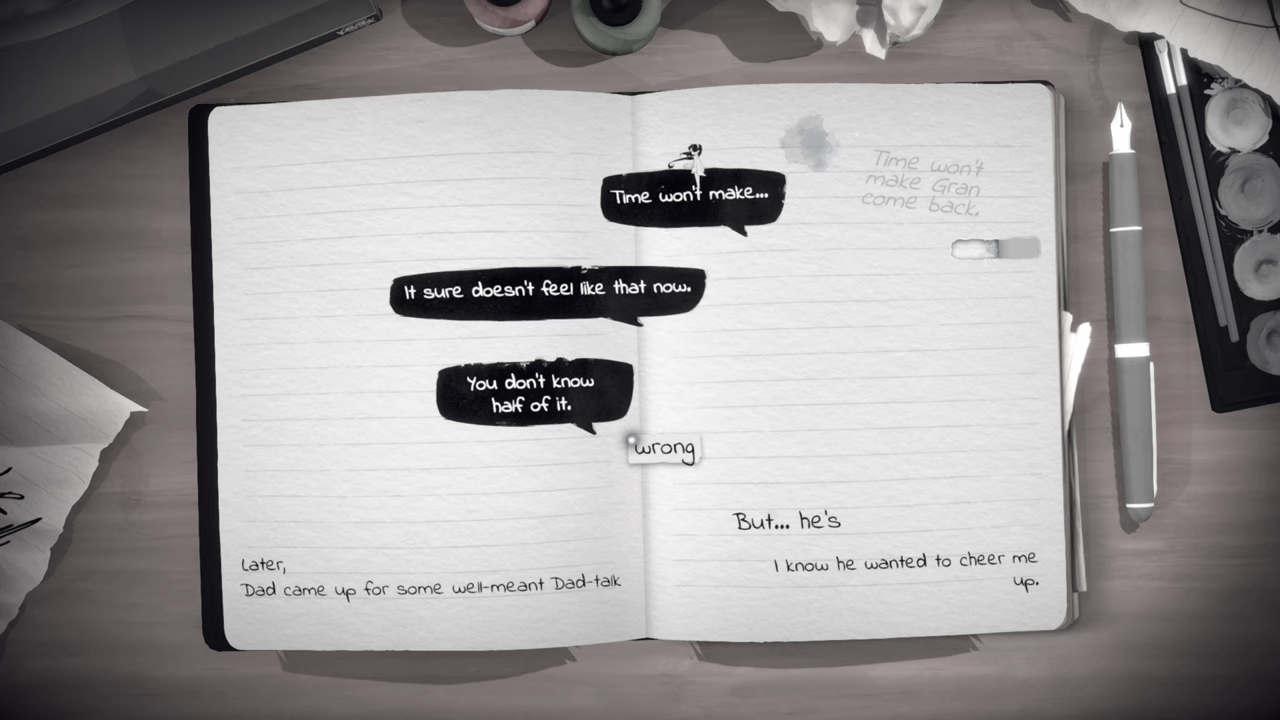 Time won't make...
Time won't
make Gran
come back.
It sure doesn't feel like that now.
You don't know
half of it.
wrong
But... he's
Later,
Dad came up for some well-meant Dad-talk
I know he wanted to cheer me
up.